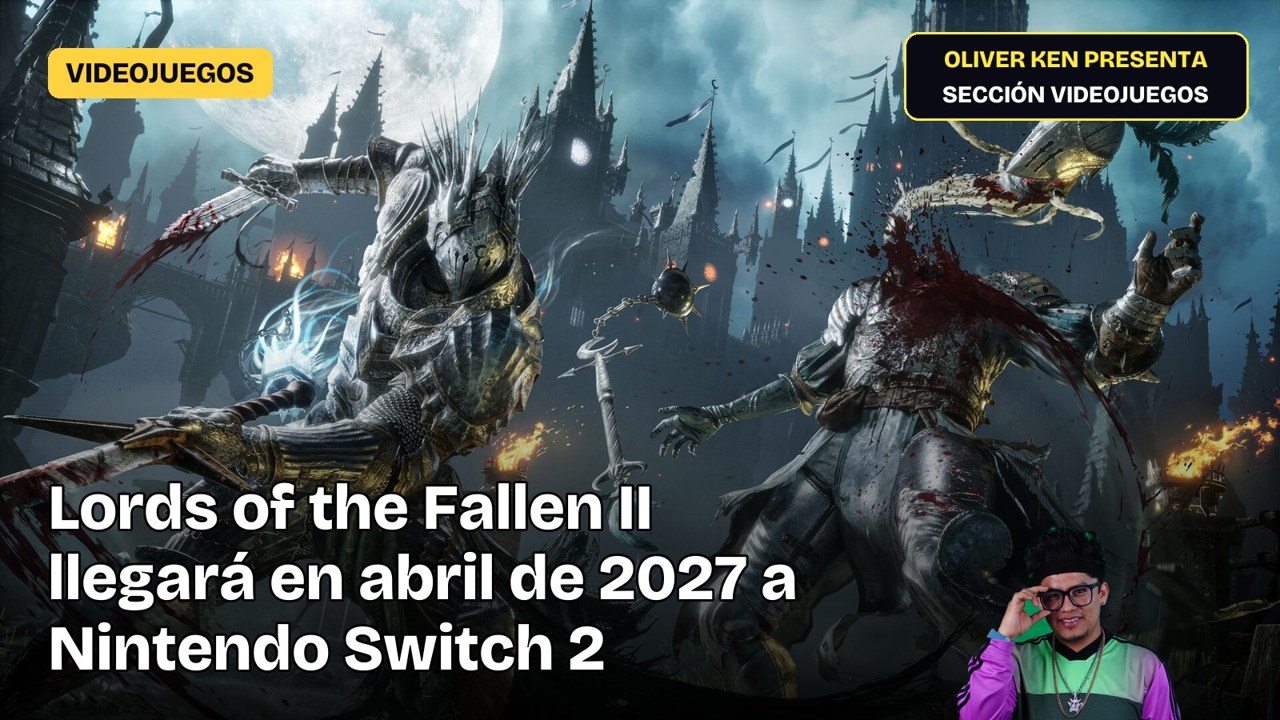 VIDEOJUEGOS
OLIVER KEN PRESENTA
SECCIÓN VIDEOJUEGOS
Lords of the Fallen II
llegará en abril de 2027 a
Nintendo Switch 2